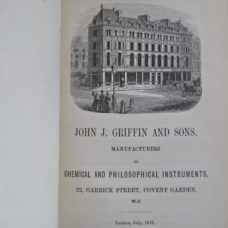 JOHN J. GRIFFIN AND SONS,
MANUFACTURERS
OF
CHEMICAL AND PHILOSOPHICAL INSTRUMENTS,
22, GARRICK STREET, COVENT GARDEN,
W.C.
London, July, 1873.